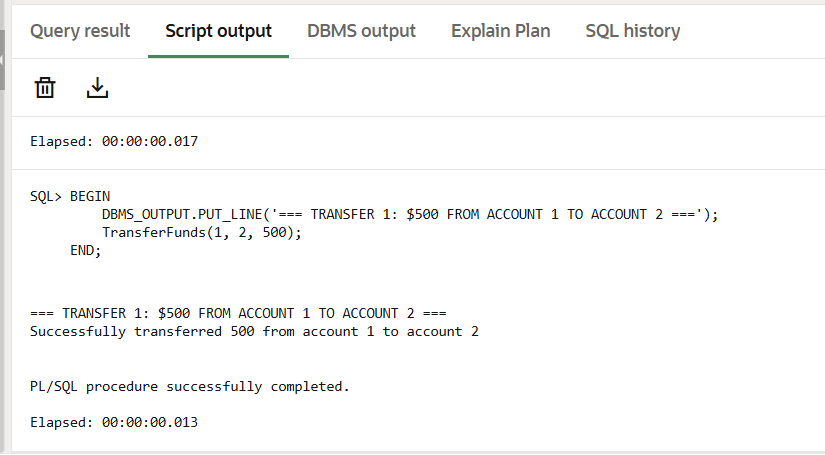 Query result Script output DBMS output Explain Plan SQL history
Elapsed: 00:00:00.017
SQL> BEGIN
DBMS_OUTPUT.PUT_LINE('=== TRANSFER 1: $500 FROM ACCOUNT 1 TO ACCOUNT 2 ===');
TransferFunds(1, 2, 500);
END;
=== TRANSFER 1: $500 FROM ACCOUNT 1 TO ACCOUNT 2 ===
Successfully transferred 500 from account 1 to account 2
PL/SQL procedure successfully completed.
Elapsed: 00:00:00.013